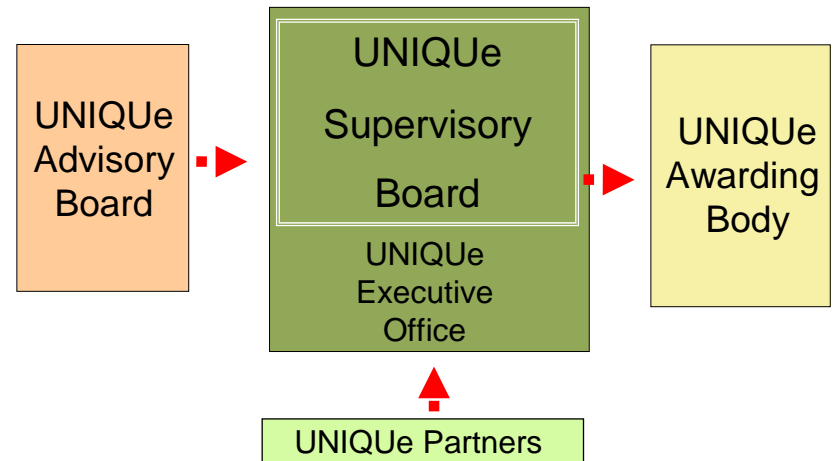 UNIQUe
Advisory
Board
UNIQUe
Supervisory
Board
UNIQUe
Executive
Office
UNIQUe
Awarding
Body
UNIQUe Partners